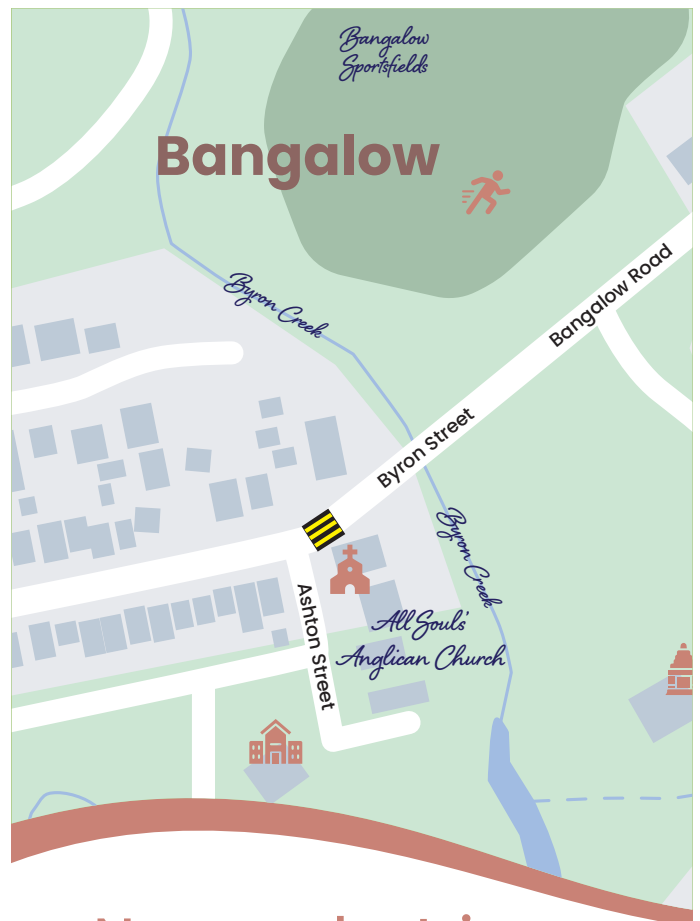 Bangalow
Sportsfields
Bangalow
Byron Creek
Bangalow Road
Byron Street
Byron Creek
Ashton Street
All Souls'
Anglican Church